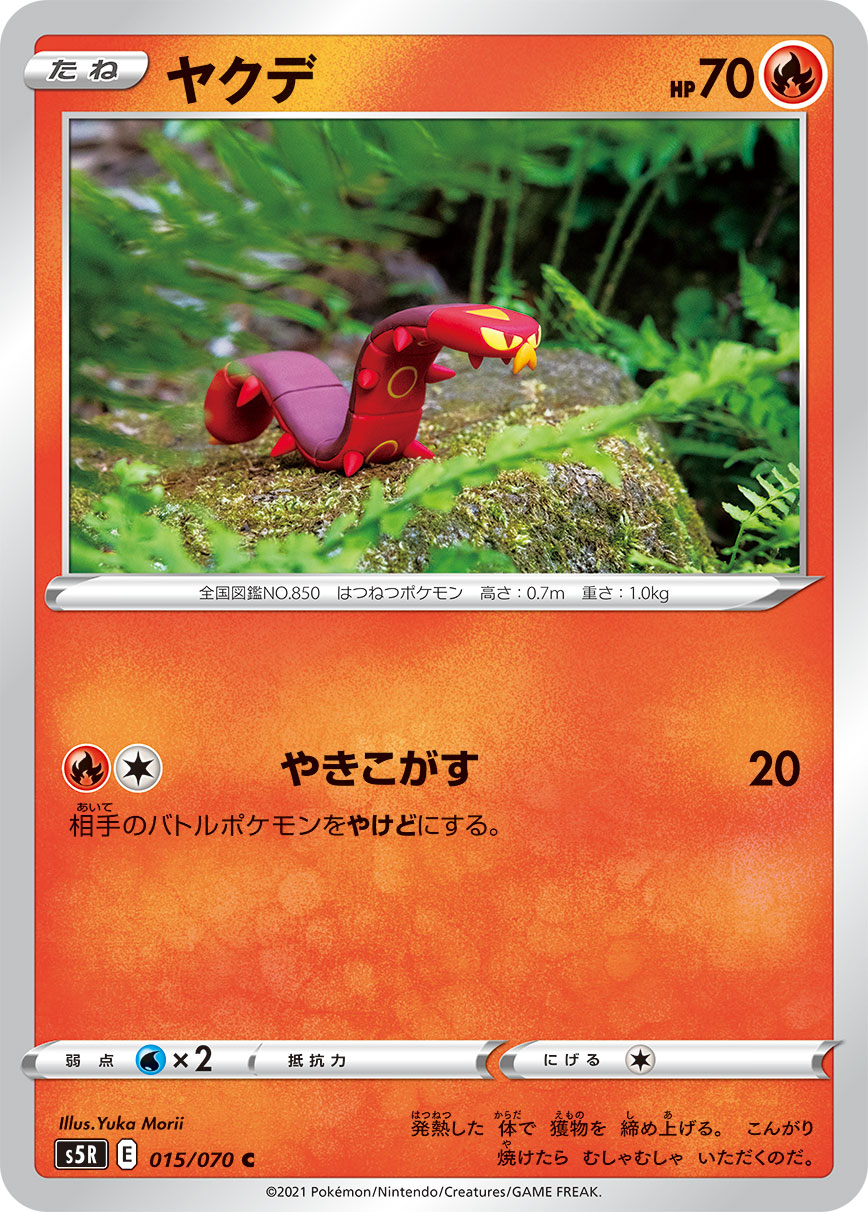 たね ヤクデ HP70
全国図鑑NO.850 はつねつポケモン 高さ:0.7m 重さ:1.0kg
やきこがす 20
あいて
相手のバトルポケモンをやけどにする。
弱点 ×2 抵抗力 にげる
Illus.Yuka Morii
はつねつ からだ えもの し あ
発熱した 体で 獲物を 締め上げる。 こんがり
や
焼けたら むしゃむしゃ いただくのだ。
s5R E 015/070 C
©2021 Pokémon/Nintendo/Creatures/GAME FREAK.